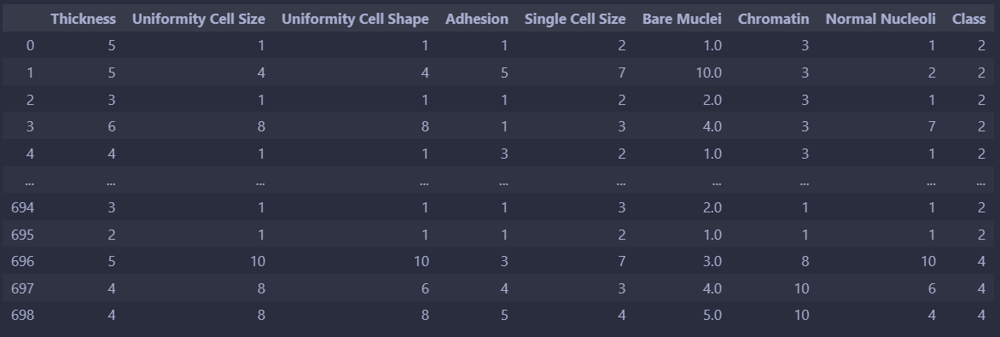 Thickness Uniformity Cell Size Uniformity Cell Shape Adhesion Single Cell Size Bare Muclei Chromatin Normal Nucleoli Class
0 5 1 1 1 2 1.0 3 1 2
1 5 4 4 5 7 10.0 3 2 2
2 3 1 1 1 2 2.0 3 1 2
3 6 8 8 1 3 4.0 3 7 2
4 4 1 1 3 2 1.0 3 1 2
... ... ... ... ... ... ... ... ... ...
694 3 1 1 1 3 2.0 1 1 2
695 2 1 1 1 2 1.0 1 1 2
696 5 10 10 3 7 3.0 8 10 4
697 4 8 6 4 3 4.0 10 6 4
698 4 8 8 5 4 5.0 10 4 4